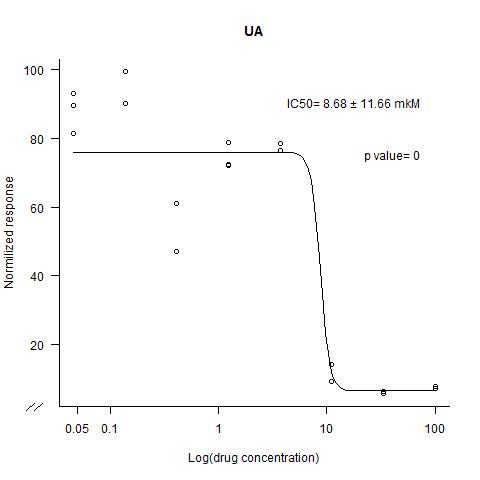 UA
IC50= 8.68 ± 11.66 mkM
p value= 0
Normilized response
100
80
60
40
20
0.05 0.1 1 10 100
Log(drug concentration)